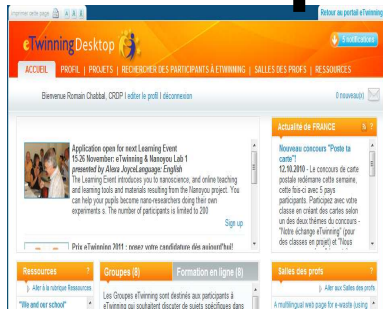 Imprimer cette page A A A
Retour au portail eTwinning
eTwinningDesktop
5 notifications
ACCUEIL PROFIL | PROJETS | RECHERCHER DES PARTICIPANTS À ETWINNING | SALLES DES PROFS | RESSOURCES
Bienvenue Romain Chabbal, CRDP I editer le profil I déconnexion
0 nouveau(x)
Application open for next Learning Event
15-26 November: eTwinning & Nanoyou Lab 1
presented by Alera JoyceLanguage: English
The Learning Event introduces you to nanoscience, and online teaching
and learning tools and materials resulting from the Nanoyou project. You
can help your pupils become nano-researchers doing their own
experiments s. The number of participants is limited to 200
Sign up
Prix eTwinning 2011 : posez votre candidature dès aujourd'hui!
Actualité de FRANCE ?
Nouveau concours "Poste ta
carte"!
12.10.2010 - Le concours de carte
postale redémarre cette semaine,
cette fois-ci avec 5 pays
participants. Participez avec votre
classe en créant des cartes selon
un des deux thèmes du concours -
"Notre échange eTwinning" (pour
des classes en projet) et "Nous
Ressources ?
Aller à la rubrique Ressources
"We and our school"
Groupes (8)
Formation en ligne (8)
Les Groupes eTwinning sont destinés aux participants à
eTwinning qui souhaitent discuter de sujets spécifiques dans
Salles des profs ?
Aller aux Salles des profs
A multilingual web page for e-waste (using